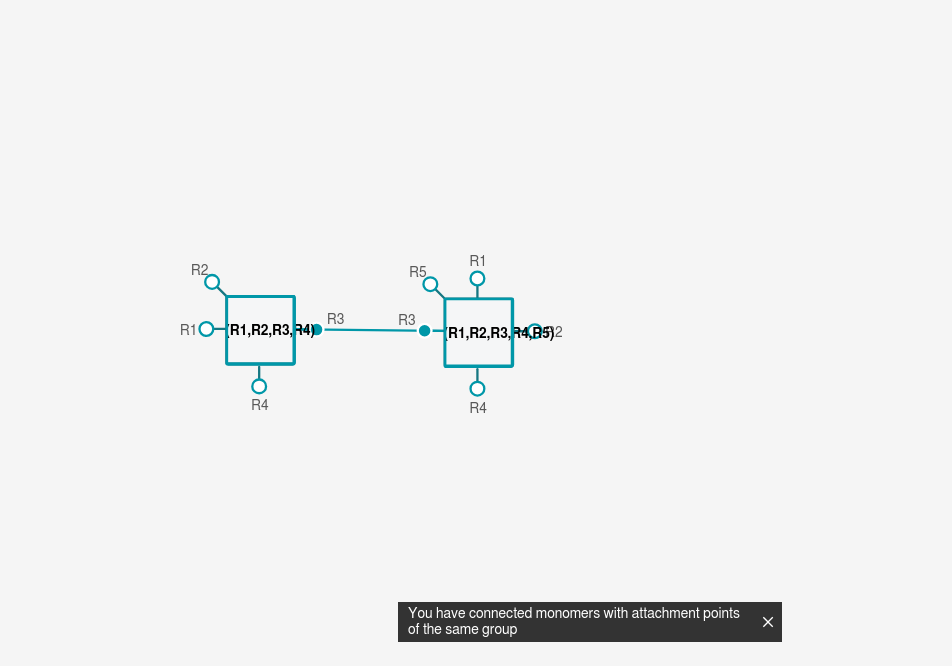 R1
R2
R5
R3
R3
R1
(R1,R2,R3,R4)
(R1,R2,R3,R4,R5)
R2
R4
R4
You have connected monomers with attachment points
of the same group